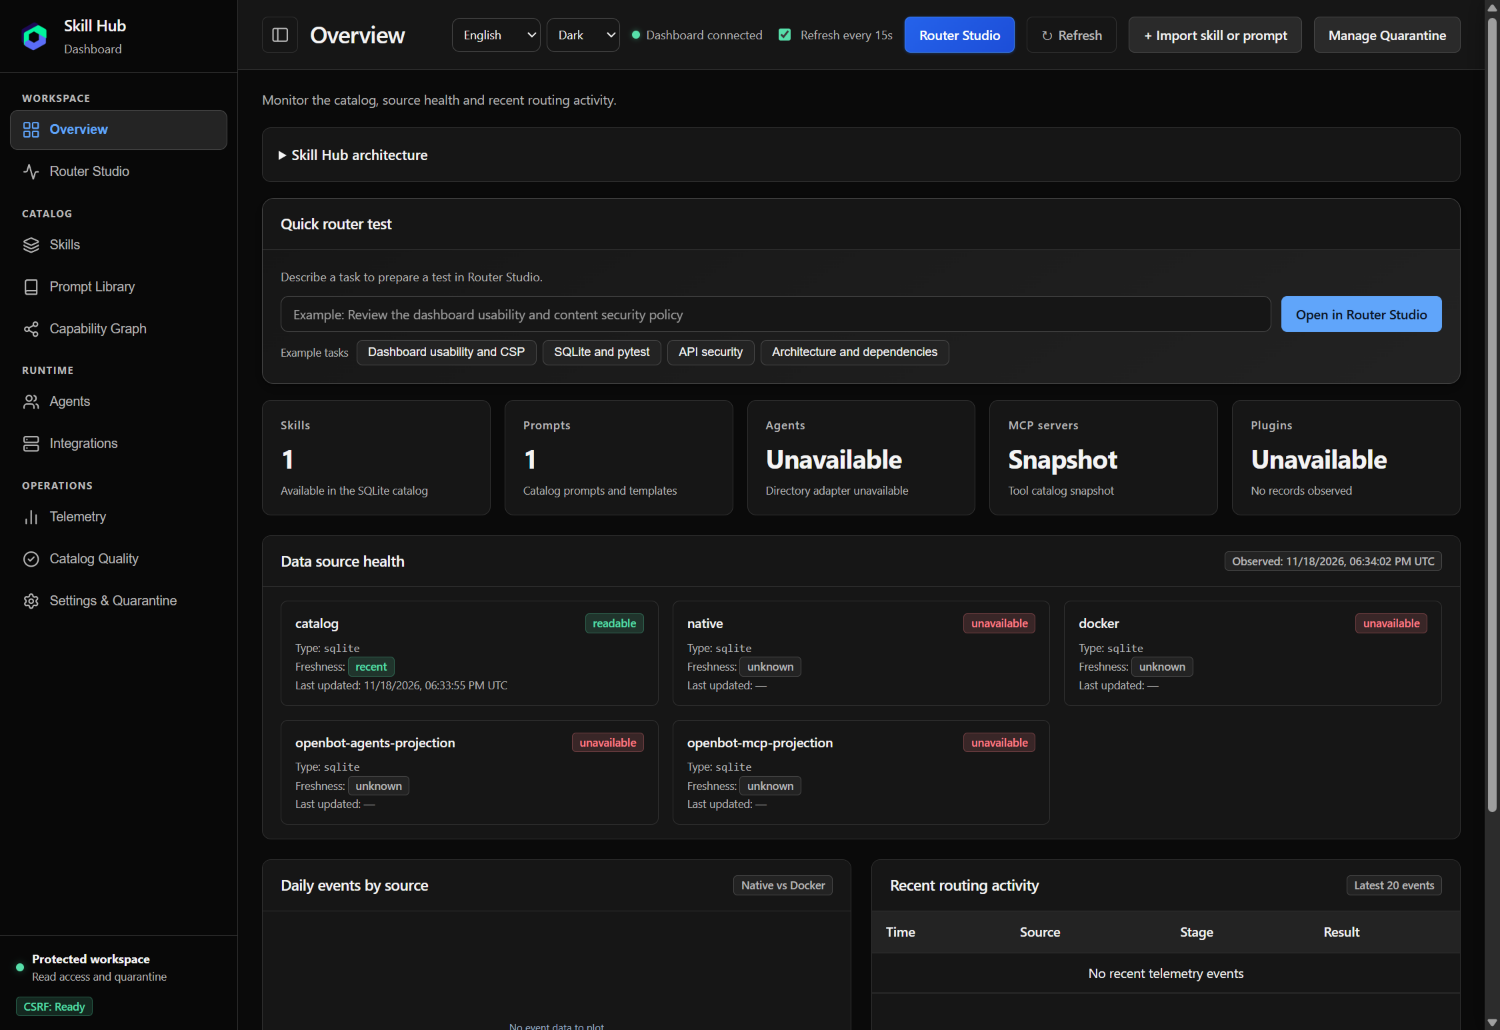 Skill Hub
Dashboard
WORKSPACE
Overview
Router Studio
CATALOG
Skills
Prompt Library
Capability Graph
RUNTIME
Agents
Integrations
OPERATIONS
Telemetry
Catalog Quality
Settings & Quarantine
Protected workspace
Read access and quarantine
CSRF: Ready
Overview
English
Dark
Dashboard connected
Refresh every 15s
Router Studio
↻ Refresh
+ Import skill or prompt
Manage Quarantine
Monitor the catalog, source health and recent routing activity.
Skill Hub architecture
Quick router test
Describe a task to prepare a test in Router Studio.
Example: Review the dashboard usability and content security policy
Open in Router Studio
Example tasks
Dashboard usability and CSP
SQLite and pytest
API security
Architecture and dependencies
Skills
1
Available in the SQLite catalog
Prompts
1
Catalog prompts and templates
Agents
Unavailable
Directory adapter unavailable
MCP servers
Snapshot
Tool catalog snapshot
Plugins
Unavailable
No records observed
Data source health
Observed: 11/18/2026, 06:34:02 PM UTC
catalog
readable
Type: sqlite
Freshness: recent
Last updated: 11/18/2026, 06:33:55 PM UTC
native
unavailable
Type: sqlite
Freshness: unknown
Last updated: —
docker
unavailable
Type: sqlite
Freshness: unknown
Last updated: —
openbot-agents-projection
unavailable
Type: sqlite
Freshness: unknown
Last updated: —
openbot-mcp-projection
unavailable
Type: sqlite
Freshness: unknown
Last updated: —
Daily events by source
Native vs Docker
No event data to plot
Recent routing activity
Latest 20 events
Time Source Stage Result
No recent telemetry events